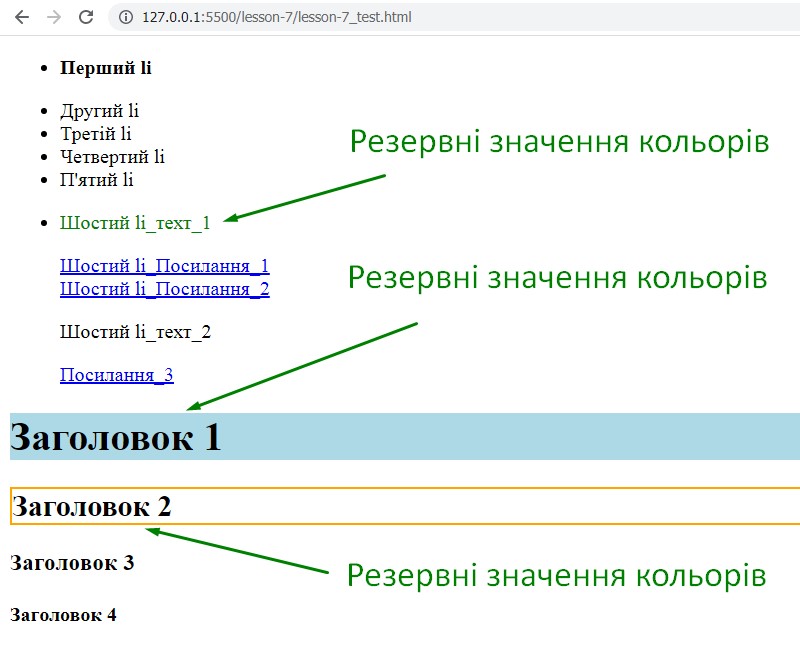 127.0.0.1:5500/lesson-7/lesson-7_test.html
Перший li
Другий li
Третій li
Четвертий li
П'ятий li
Резервні значення кольорів
Шостий li_техт_1
Шостий li_Посилання_1
Шостий li_Посилання_2
Резервні значення кольорів
Шостий li_техт_2
Посилання_3
Заголовок 1
Заголовок 2
Заголовок 3
Резервні значення кольорів
Заголовок 4